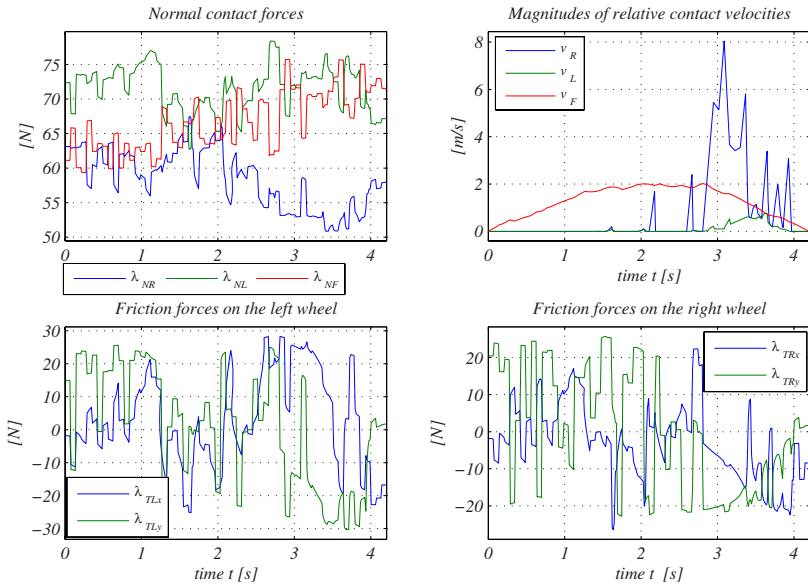 Normal contact forces
[N]
75
70
65
60
55
50
0 1 2 3 4
λNR λNL λNF
Magnitudes of relative contact velocities
[m/s]
8
6
4
2
0
vR
vL
vF
0 1 2 3 4
time t [s]
Friction forces on the left wheel
[N]
30
20
10
0
−10
−20
−30
λTLx
λTLy
0 1 2 3 4
time t [s]
Friction forces on the right wheel
[N]
20
10
0
−10
−20
λTRx
λTRy
0 1 2 3 4
time t [s]